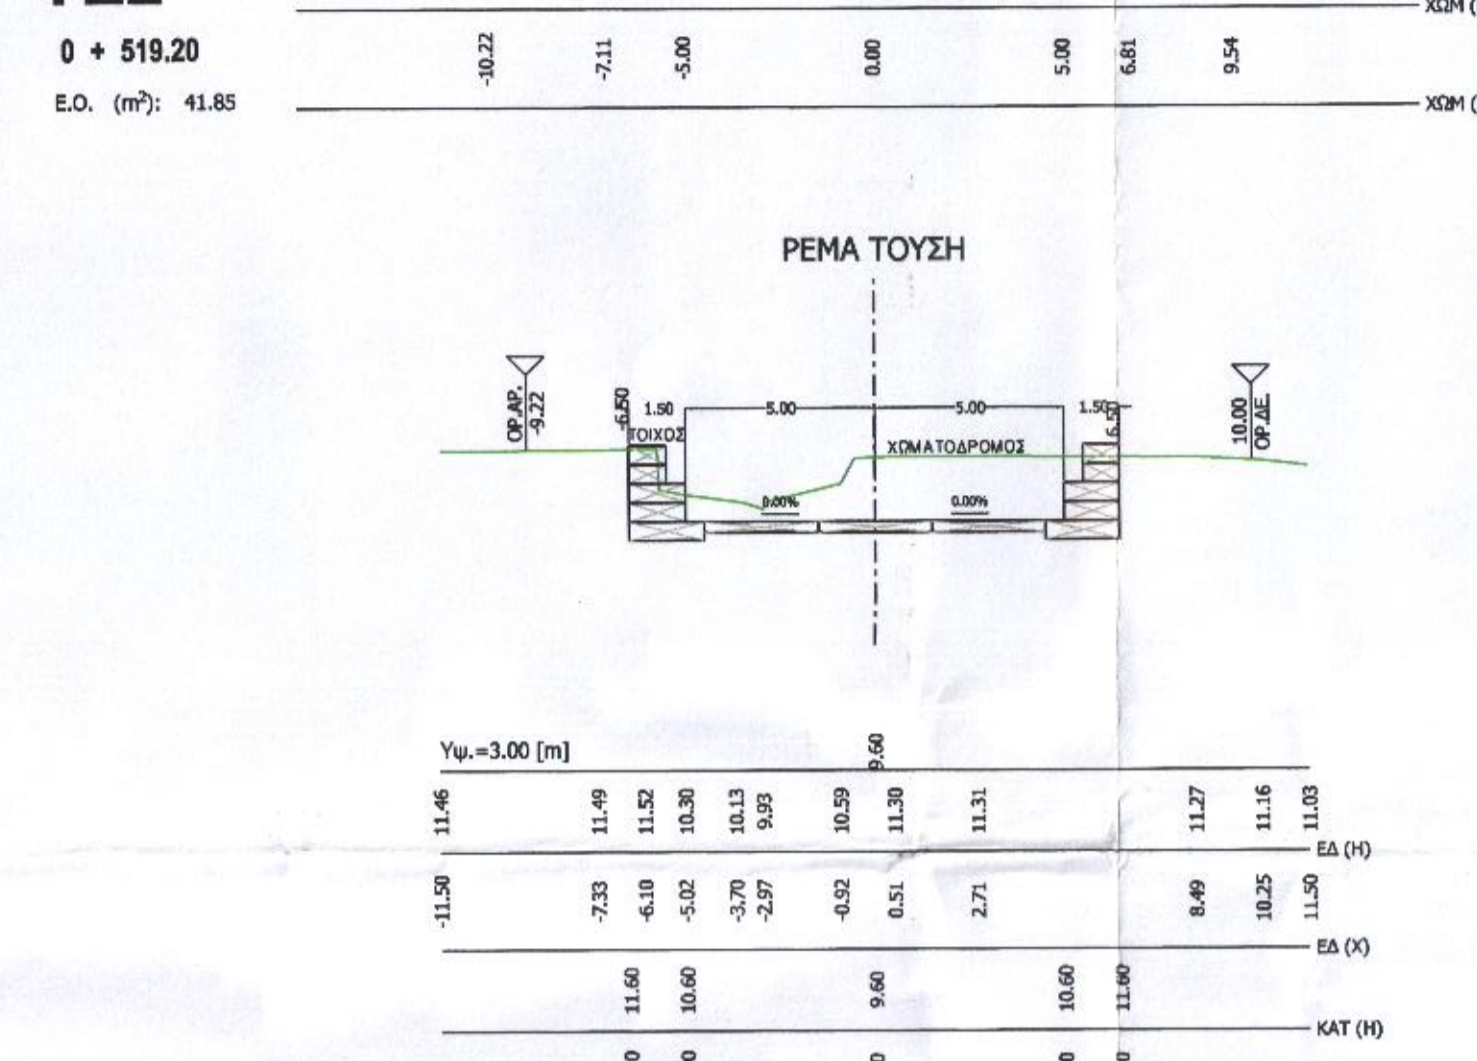 ΧΩΜ (
0 + 519.20
-10.22 -7.11 -5.00 0.00 5.00 6.81 9.54
E.O. (m²): 41.85
ΧΩΜ (
ΡΕΜΑ ΤΟΥΣΗ
ΟΡ.ΑΡ.
-9.22
-6.50
1.50 5.00 5.00 1.50
6.50
10.00
ΟΡ.ΔΕ.
ΤΟΙΧΟΣ
ΧΩΜΑΤΟΔΡΟΜΟΣ
0.00% 0.00%
Υψ.=3.00 [m]
9.60
11.46 11.49 11.52 10.30 10.13 9.93 10.59 11.30 11.31 11.27 11.16 11.03
ΕΔ (Η)
-11.50 -7.33 -6.10 -5.02 -3.70 -2.97 -0.92 0.51 2.71 8.49 10.25 11.50
ΕΔ (Χ)
11.60 10.60 9.60 10.60 11.60
ΚΑΤ (Η)